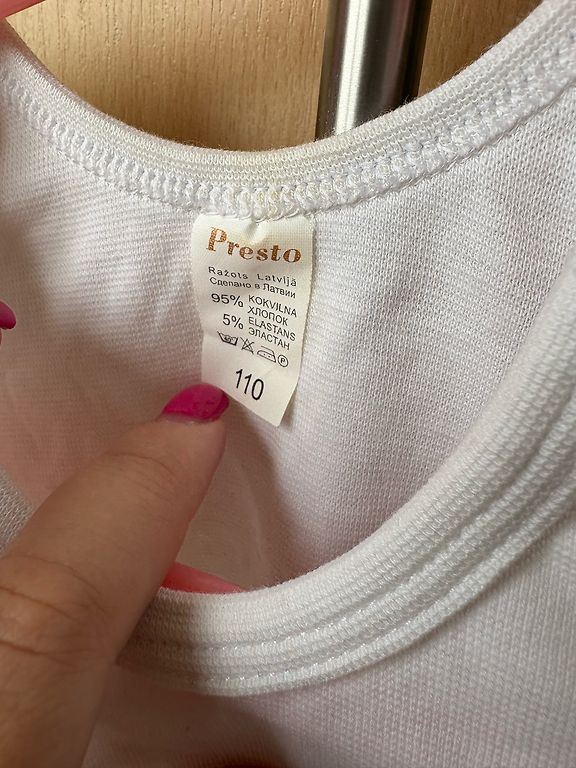 Presto
Ražots Latvijā
Сделано в Латвии
95% KOKVILNA
ХЛОПОК
5% ELASTANS
ЭЛАСТАН
P
110